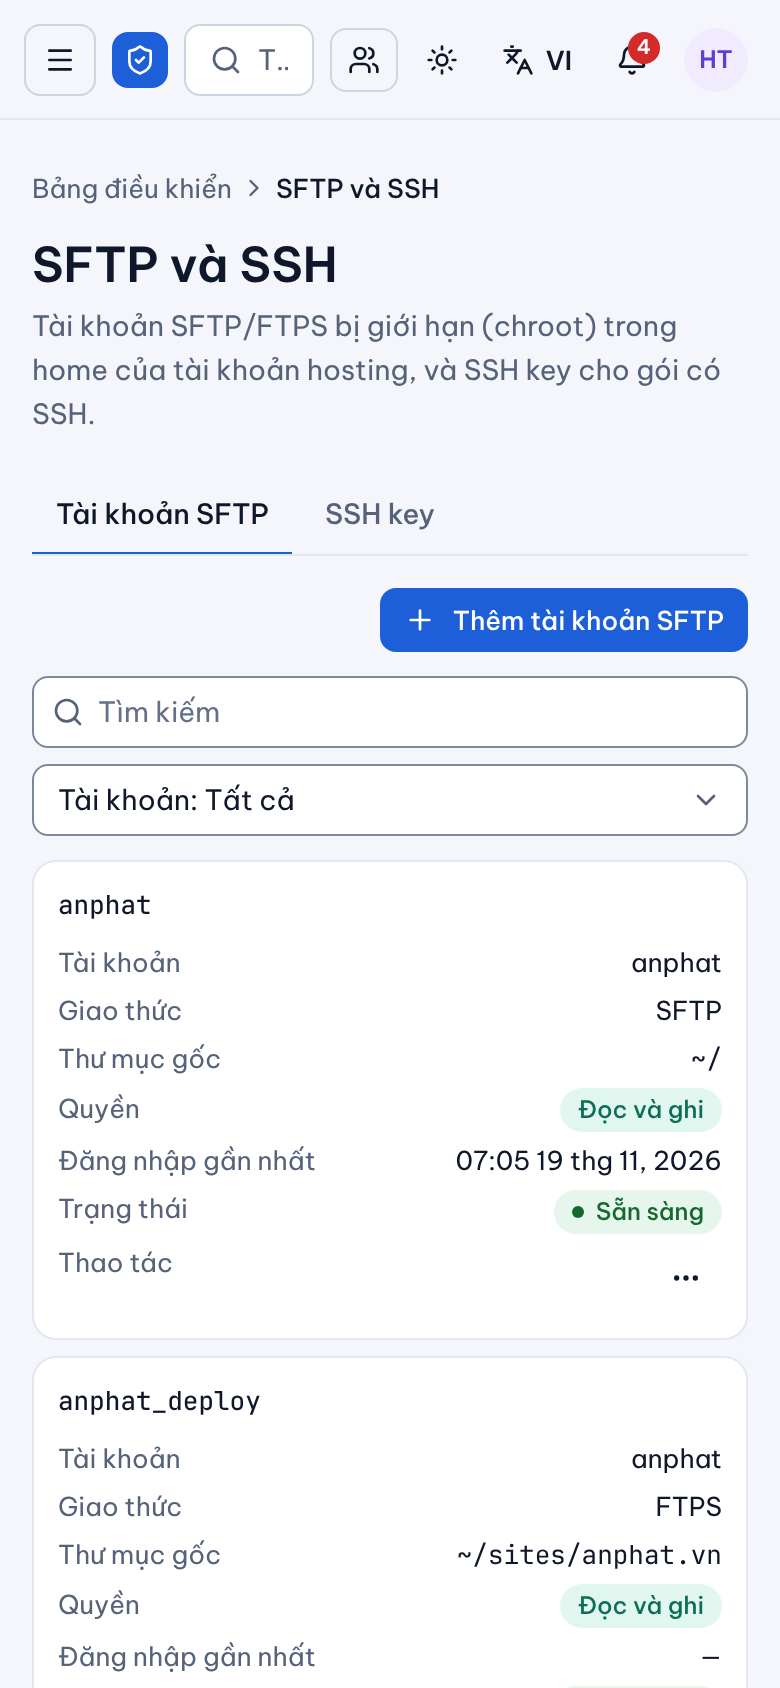 T..
VI
4
HT
Bảng điều khiển > SFTP và SSH
SFTP và SSH
Tài khoản SFTP/FTPS bị giới hạn (chroot) trong
home của tài khoản hosting, và SSH key cho gói có
SSH.
Tài khoản SFTP SSH key
+ Thêm tài khoản SFTP
Tìm kiếm
Tài khoản: Tất cả
anphat
Tài khoản anphat
Giao thức SFTP
Thư mục gốc ~/
Quyền Đọc và ghi
Đăng nhập gần nhất 07:05 19 thg 11, 2026
Trạng thái Sẵn sàng
Thao tác ...
anphat_deploy
Tài khoản anphat
Giao thức FTPS
Thư mục gốc ~/sites/anphat.vn
Quyền Đọc và ghi
Đăng nhập gần nhất –